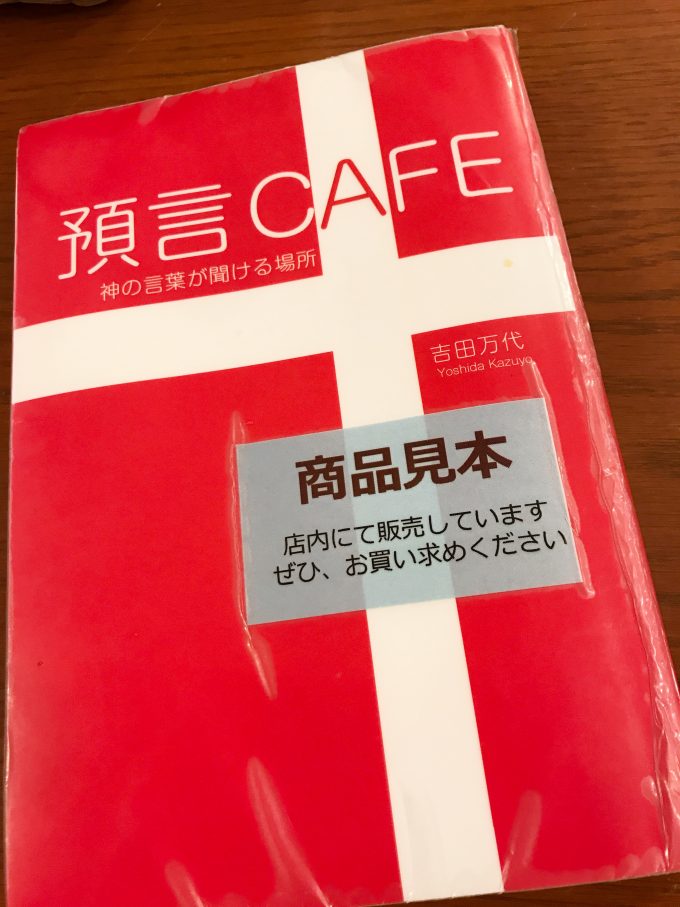 預言CAFE
神の言葉が聞ける場所
吉田万代
Yoshida Kazuyo
商品見本
店内にて販売しています
ぜひ、お買い求めください